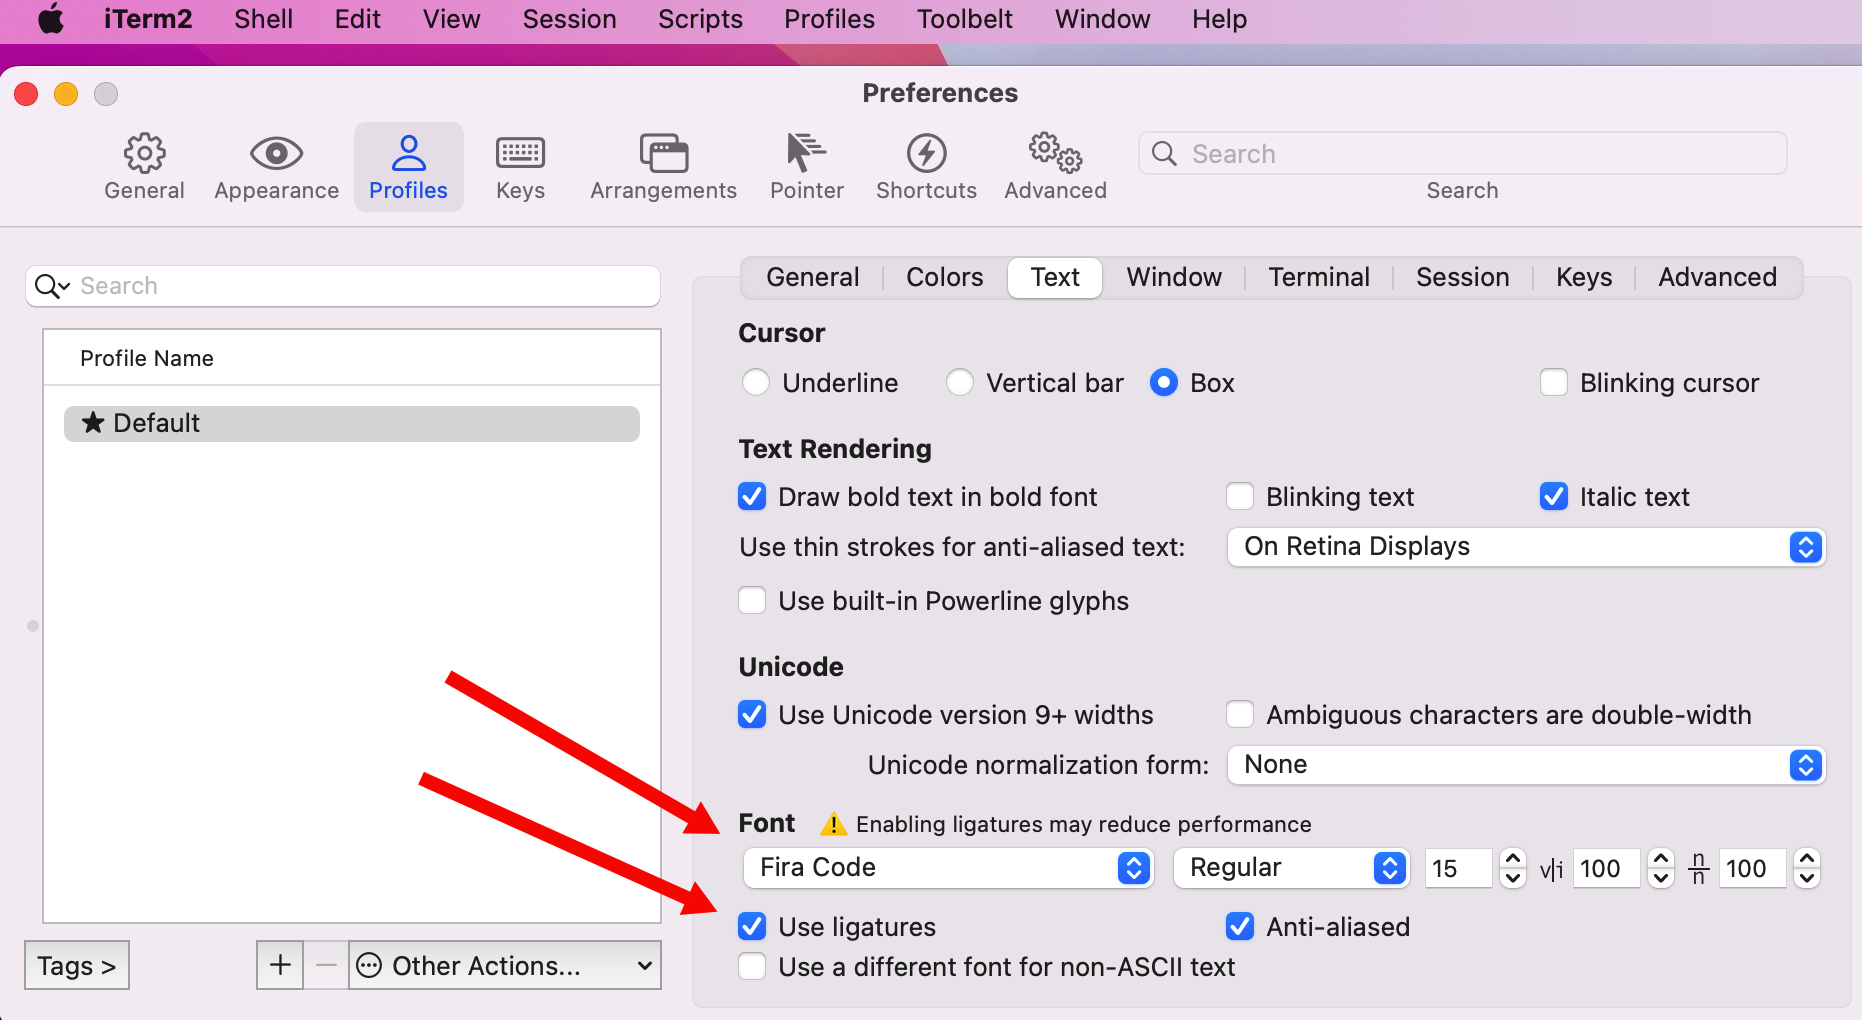 iTerm2 Shell Edit View Session Scripts Profiles Toolbelt Window Help
Preferences
General Appearance Profiles Keys Arrangements Pointer Shortcuts Advanced Search
Search
Search
General Colors Text Window Terminal Session Keys Advanced
Profile Name
★ Default
Cursor
Underline Vertical bar Box Blinking cursor
Text Rendering
Draw bold text in bold font Blinking text Italic text
Use thin strokes for anti-aliased text: On Retina Displays
Use built-in Powerline glyphs
Unicode
Use Unicode version 9+ widths Ambiguous characters are double-width
Unicode normalization form: None
Font Enabling ligatures may reduce performance
Fira Code Regular 15 v|i 100 n/n 100
Use ligatures Anti-aliased
Use a different font for non-ASCII text
Tags > + − Other Actions...